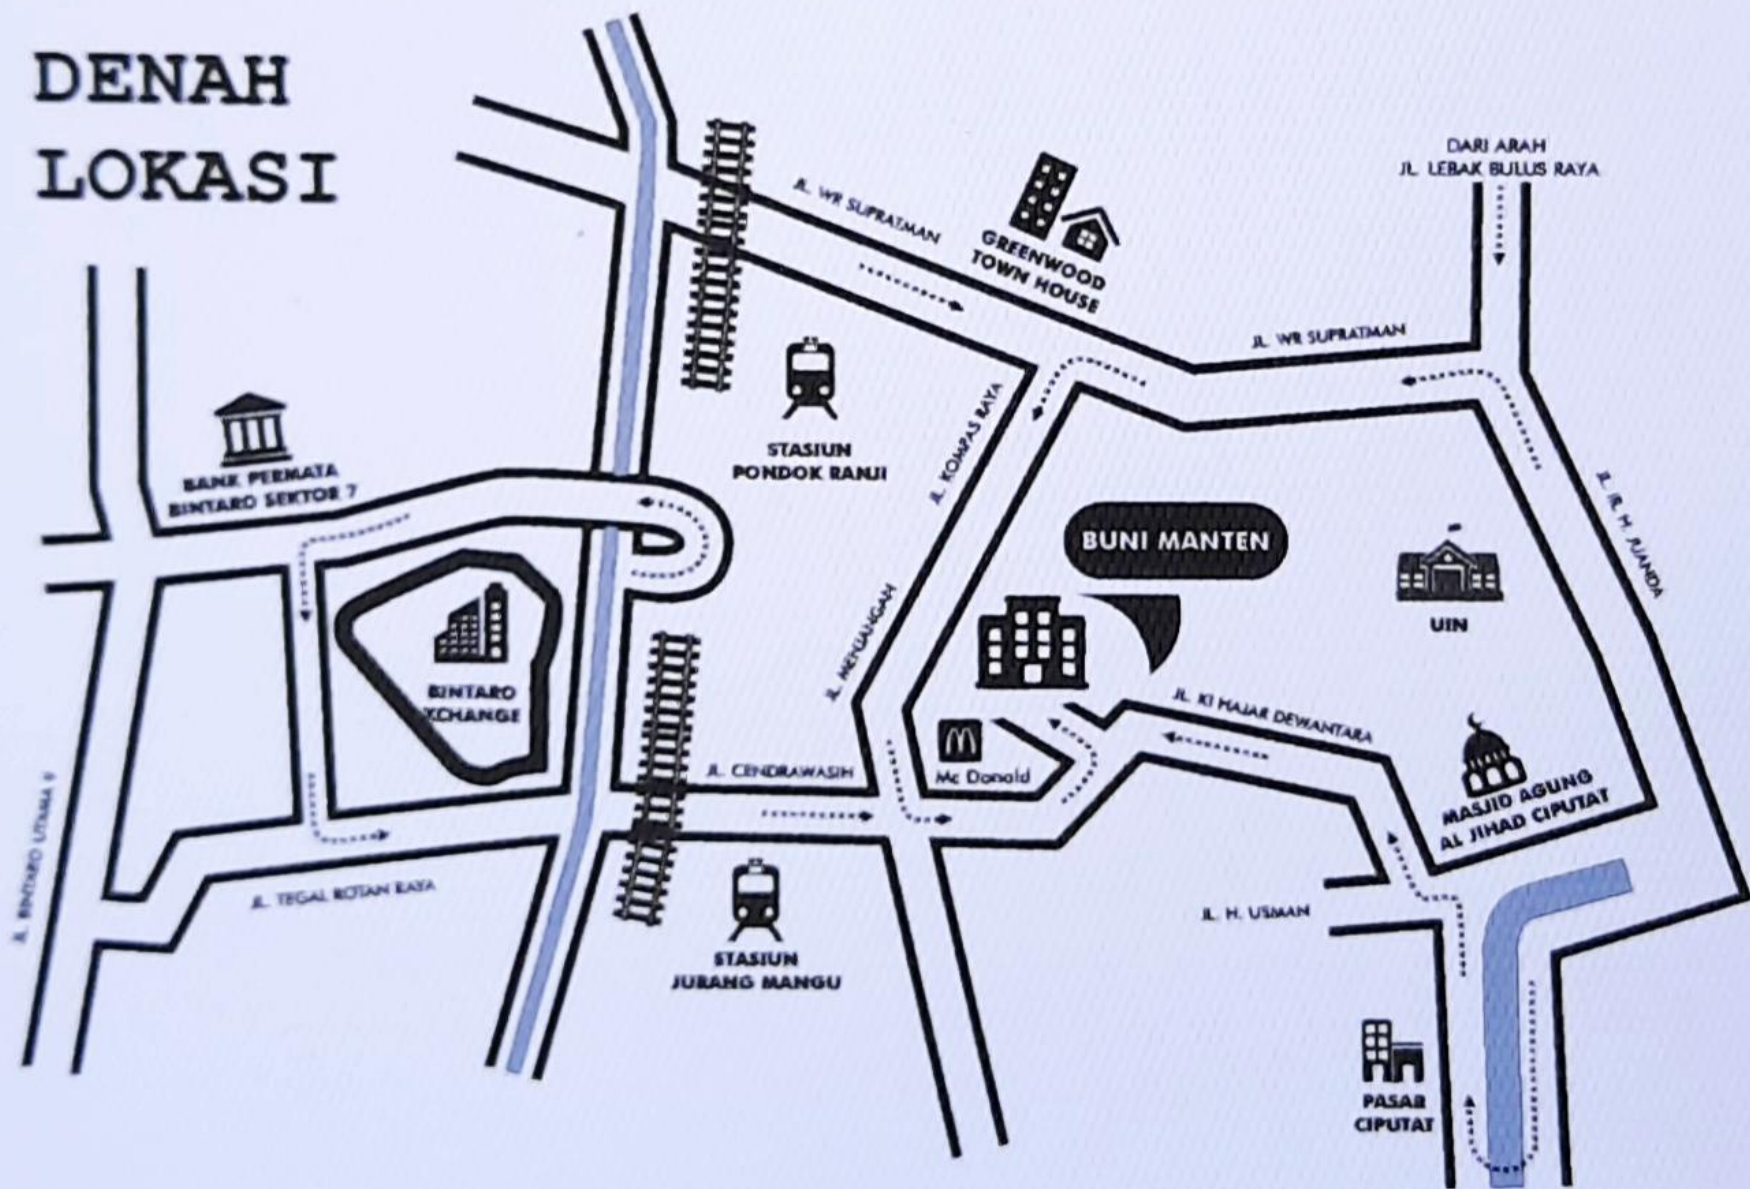 DENAH
LOKASI
DARI ARAH
JL. LEBAK BULUS RAYA
JL. WR SUPRATMAN
GREENWOOD
TOWN HOUSE
JL. WR SUPRATMAN
STASIUN
PONDOK RANJI
JL. KOMPAS RAYA
BANK PERMATA
BINTARO SEKTOR 7
JL. IR. H. JUANDA
BUNI MANTEN
UIN
JL. MENJANGAN
BINTARO
XCHANGE
JL. KI HAJAR DEWANTARA
JL. CENDRAWASIH
Mc Donald
MASJID AGUNG
AL JIHAD CIPUTAT
JL. BINTARO UTAMA 9
JL. TEGAL ROTAN RAYA
JL. H. USMAN
STASIUN
JURANG MANGU
PASAR
CIPUTAT